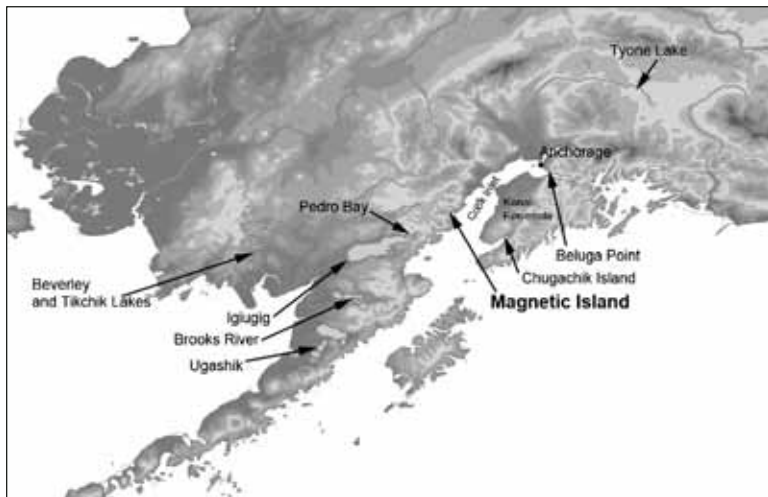 Tyone Lake
Anchorage
Cook Inlet
Kenai
Peninsula
Pedro Bay
Beluga Point
Chugachik Island
Beverley
and Tikchik Lakes
Magnetic Island
Igiugig
Brooks River
Ugashik